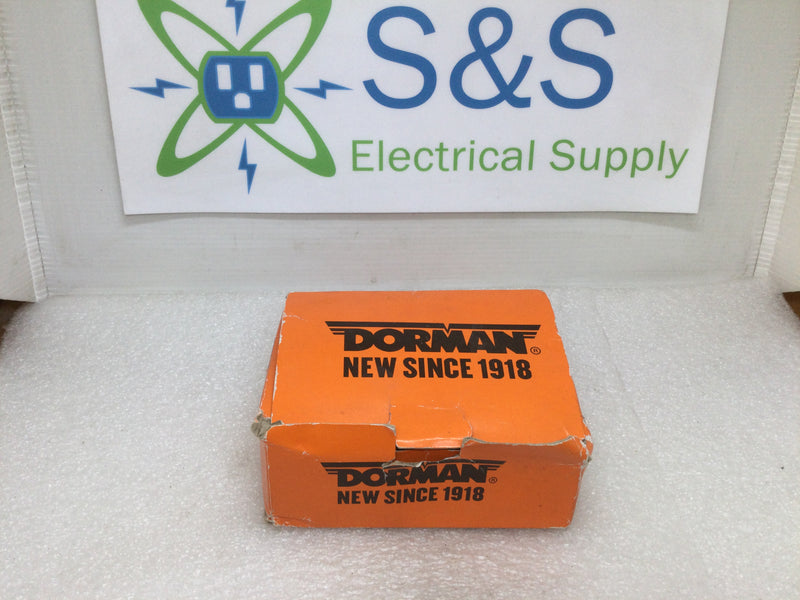 S&S
Electrical Supply
DORMAN®
NEW SINCE 1918
DORMAN®
NEW SINCE 1918